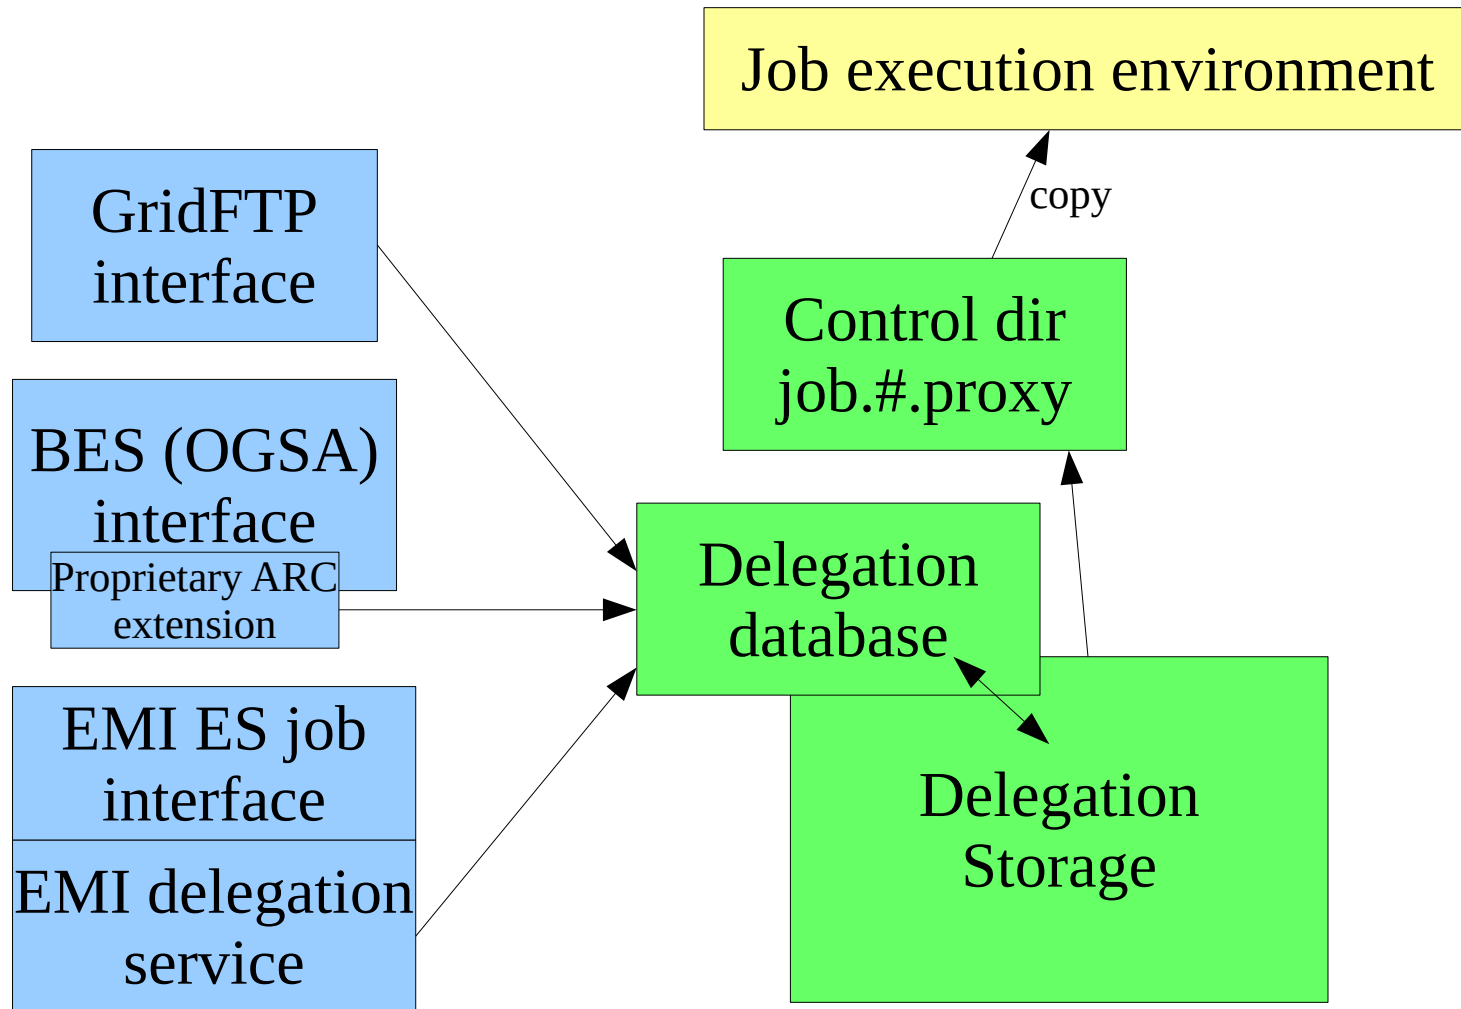 Job execution environment
copy
GridFTP
interface
Control dir
job.#.proxy
BES (OGSA)
interface
Proprietary ARC
extension
Delegation
database
EMI ES job
interface
EMI delegation
service
Delegation
Storage